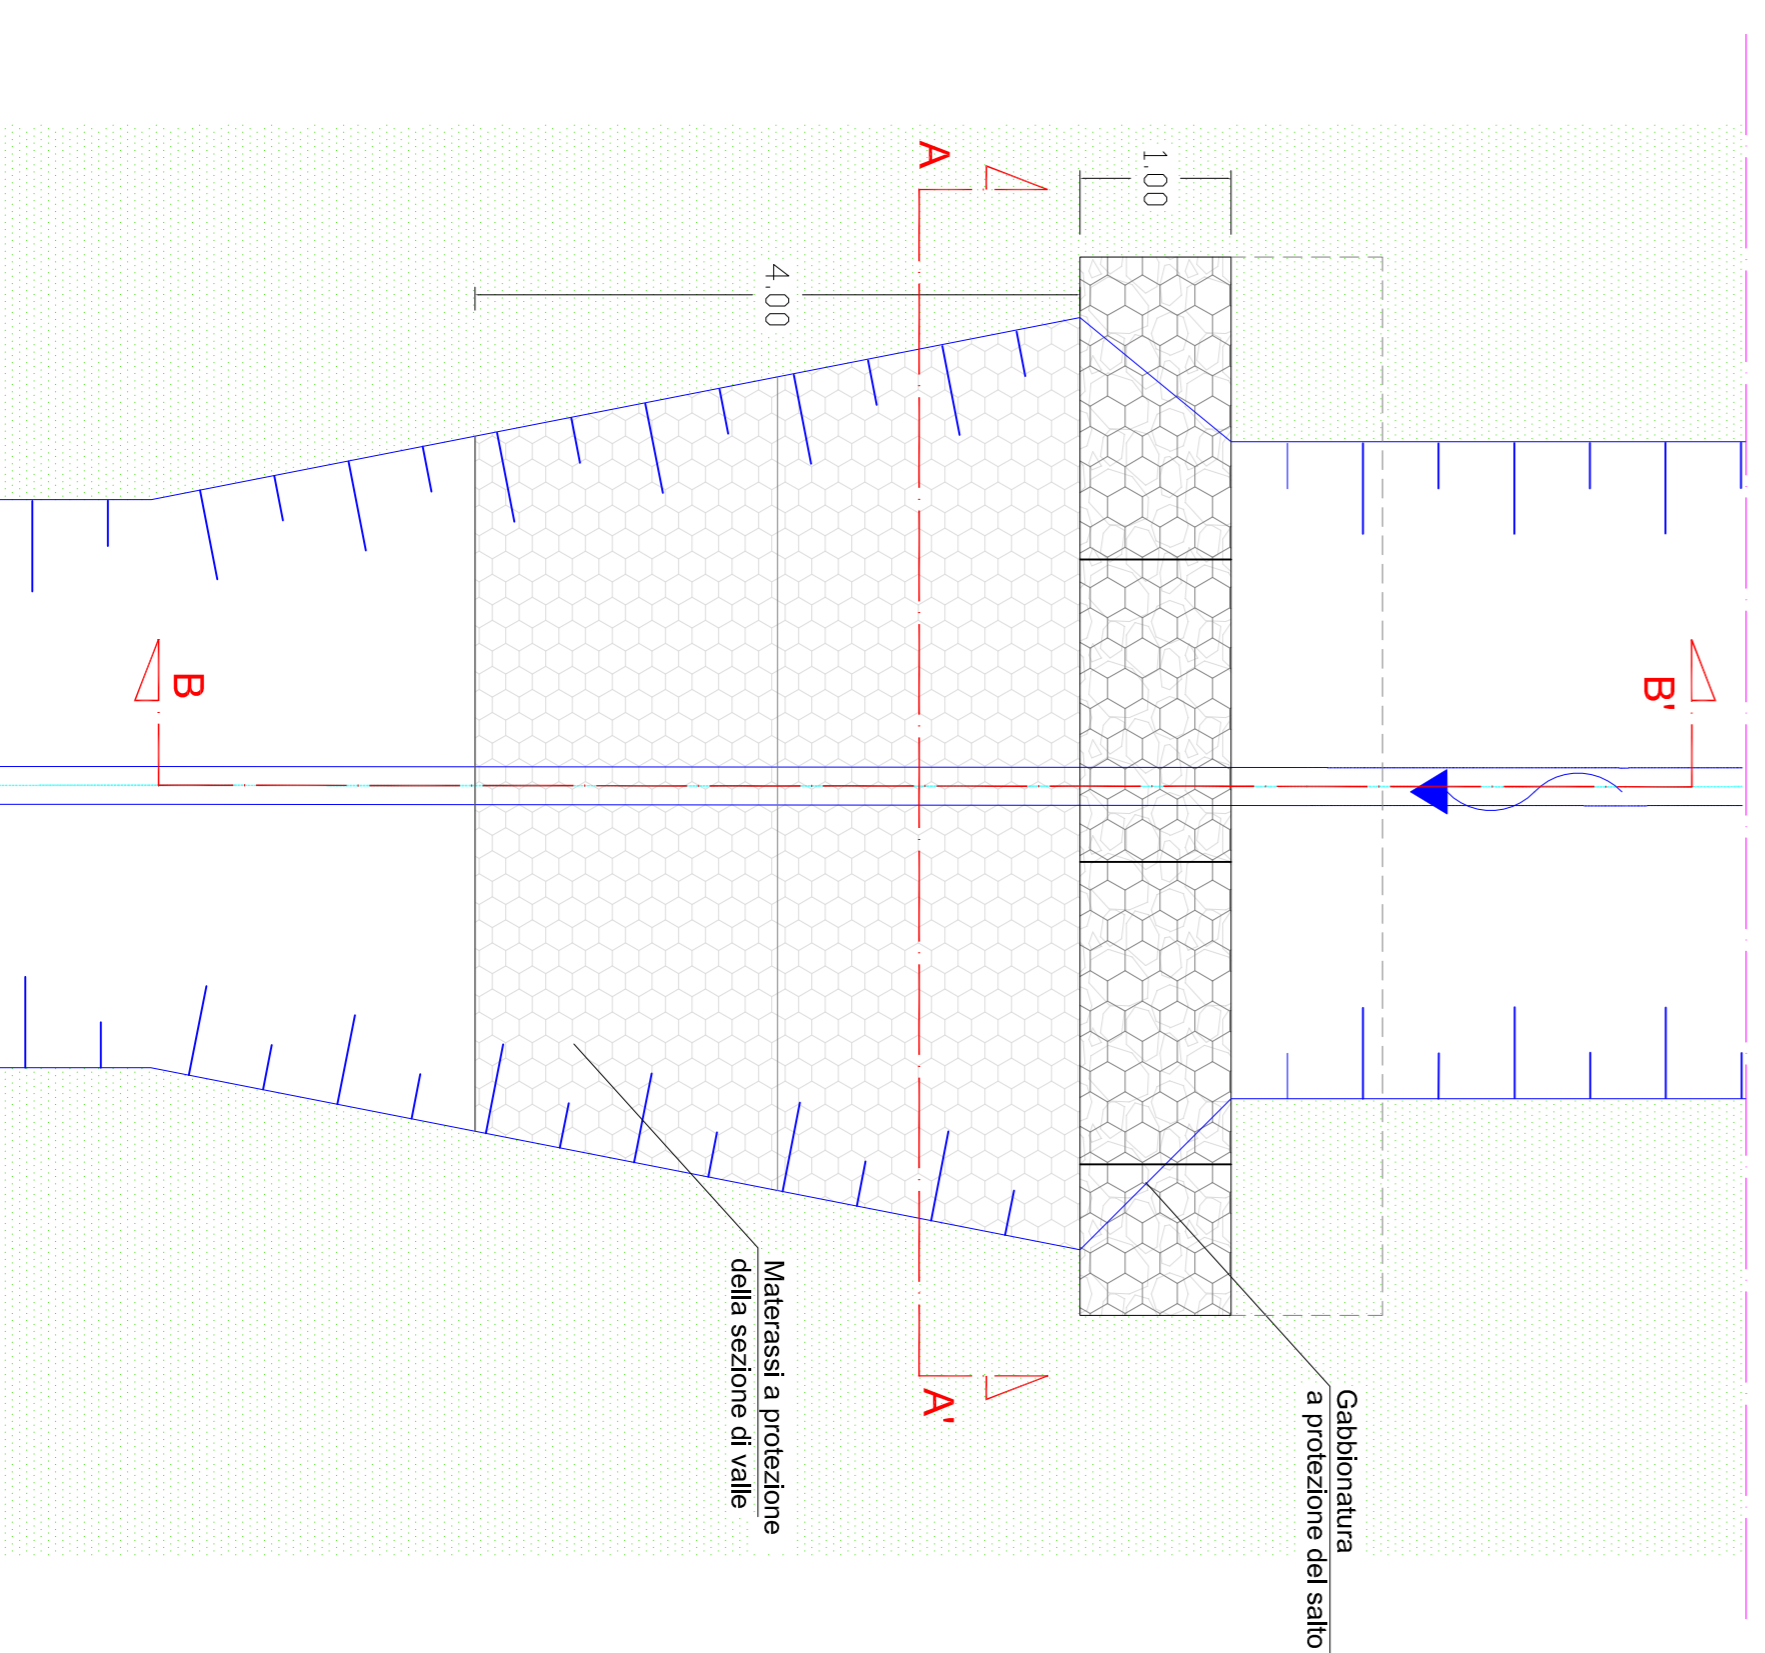 A
1.00
4.00
B
B'
A'
Materassi a protezione
della sezione di valle
Gabbionatura
a protezione del salto